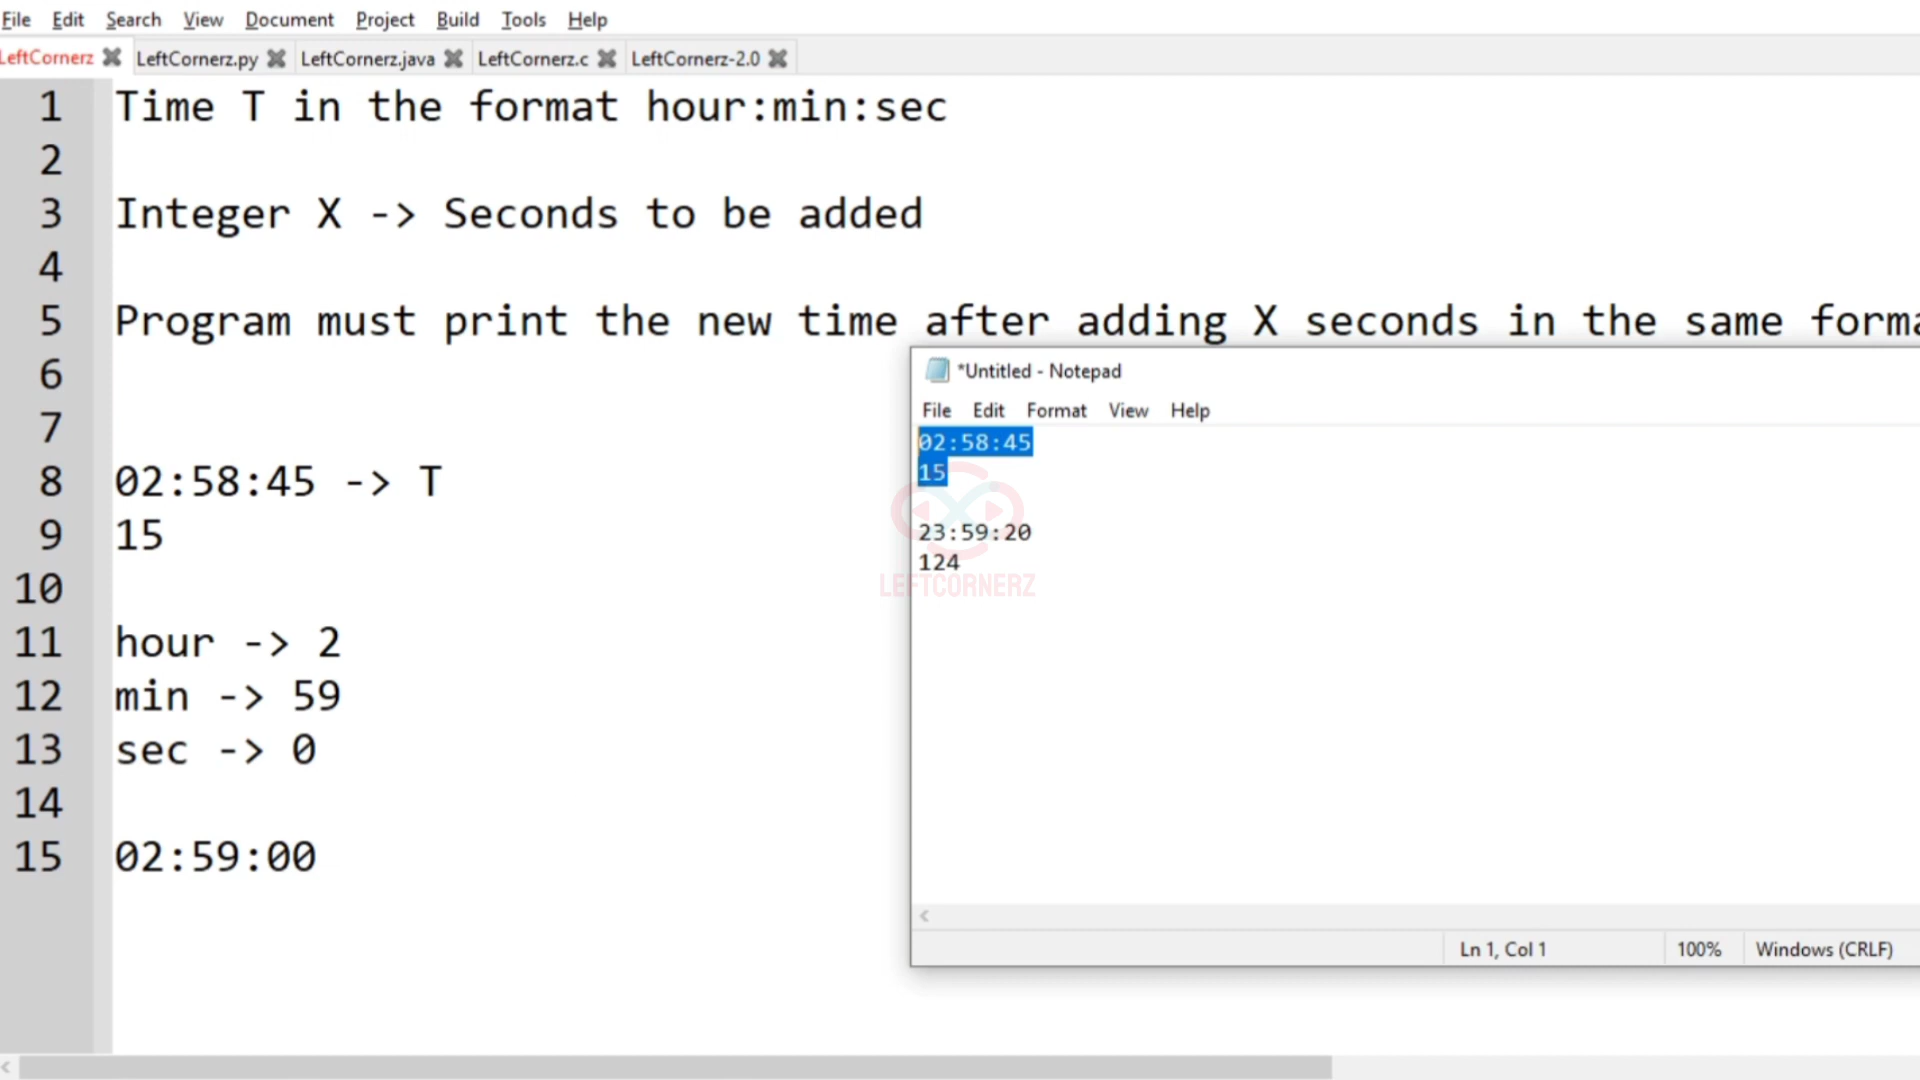 File Edit Search View Document Project Build Tools Help
LeftCornerz LeftCornerz.py LeftCornerz.java LeftCornerz.c LeftCornerz-2.0
1 Time T in the format hour:min:sec
2
3 Integer X -> Seconds to be added
4
5 Program must print the new time after adding X seconds in the same forma
6
7
8 02:58:45 -> T
9 15
10
11 hour -> 2
12 min -> 59
13 sec -> 0
14
15 02:59:00
*Untitled - Notepad
File Edit Format View Help
02:58:45
15
23:59:20
124
LEFTCORNERZ
Ln 1, Col 1 100% Windows (CRLF)